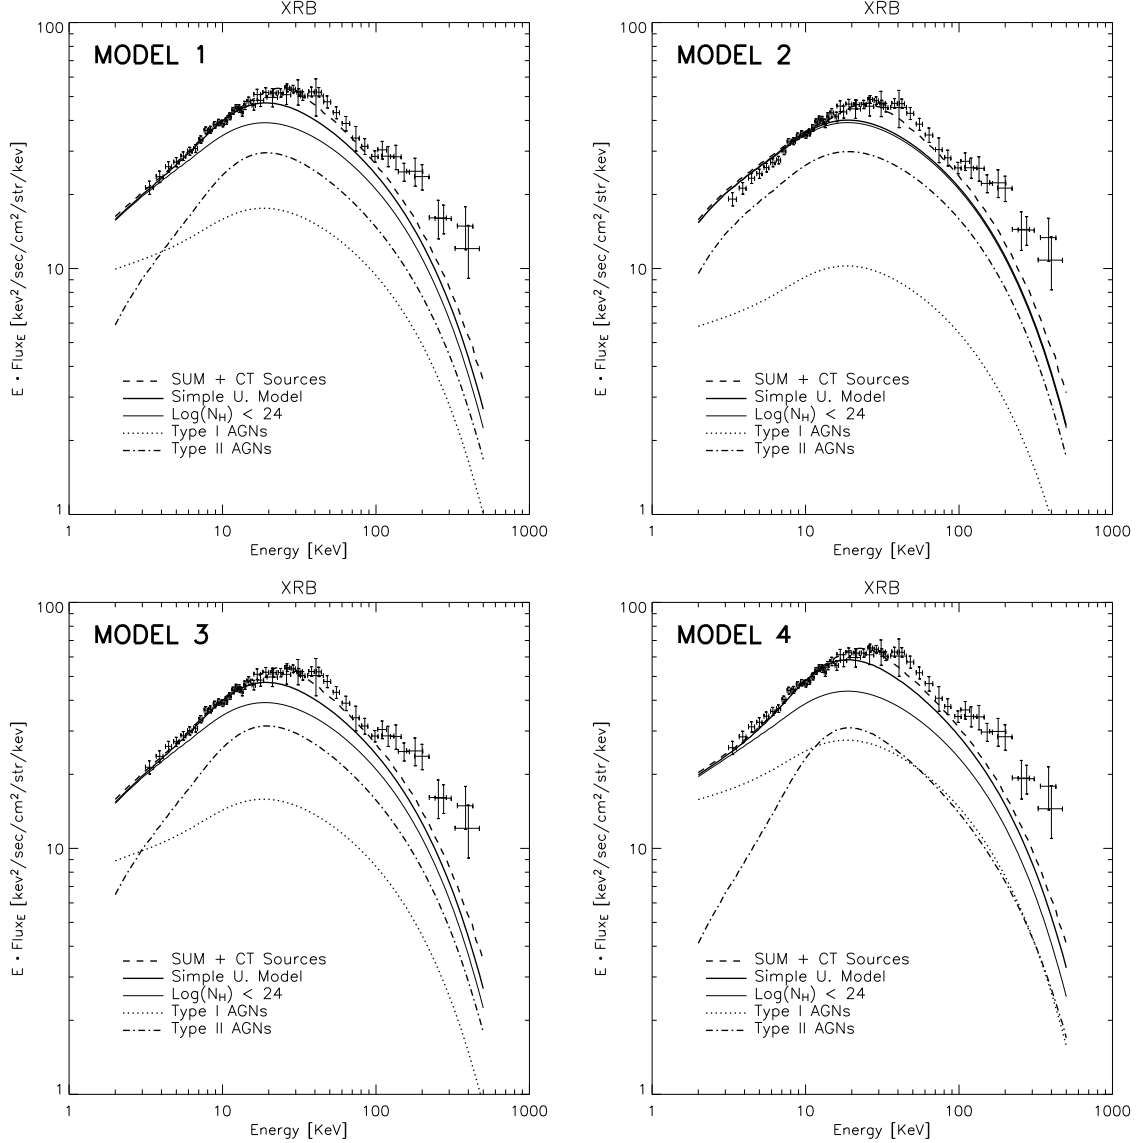 XRB
MODEL 1
100
10
1
E • Flux_E [kev²/sec/cm²/str/kev]
SUM + CT Sources
Simple U. Model
Log(N_H) < 24
Type I AGNs
Type II AGNs
1 10 100 1000
Energy [KeV]
XRB
MODEL 2
100
10
1
E • Flux_E [kev²/sec/cm²/str/kev]
SUM + CT Sources
Simple U. Model
Log(N_H) < 24
Type I AGNs
Type II AGNs
1 10 100 1000
Energy [KeV]
XRB
MODEL 3
100
10
1
E • Flux_E [kev²/sec/cm²/str/kev]
SUM + CT Sources
Simple U. Model
Log(N_H) < 24
Type I AGNs
Type II AGNs
1 10 100 1000
Energy [KeV]
XRB
MODEL 4
100
10
1
E • Flux_E [kev²/sec/cm²/str/kev]
SUM + CT Sources
Simple U. Model
Log(N_H) < 24
Type I AGNs
Type II AGNs
1 10 100 1000
Energy [KeV]